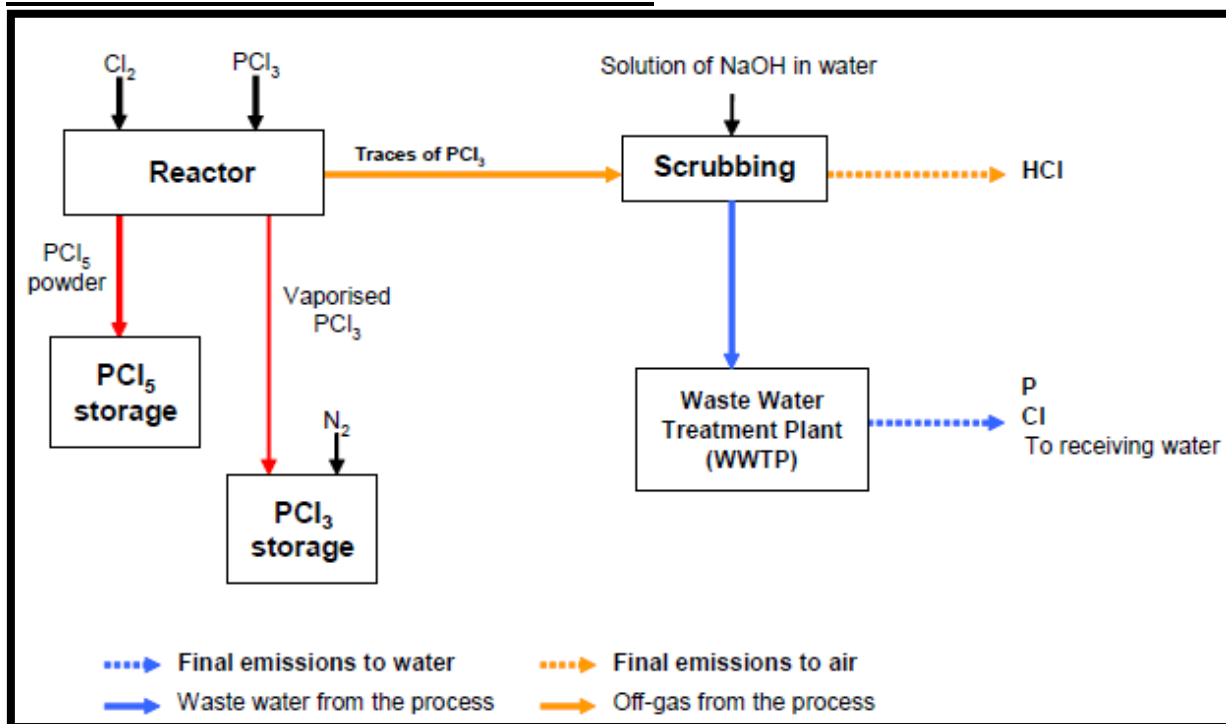 Cl₂
PCl₃
Solution of NaOH in water
Reactor
Traces of PCl₃
Scrubbing
HCl
PCl₅
powder
Vaporised
PCl₃
PCl₅
storage
N₂
PCl₃
storage
Waste Water
Treatment Plant
(WWTP)
P
Cl
To receiving water
Final emissions to water
Final emissions to air
Waste water from the process
Off-gas from the process